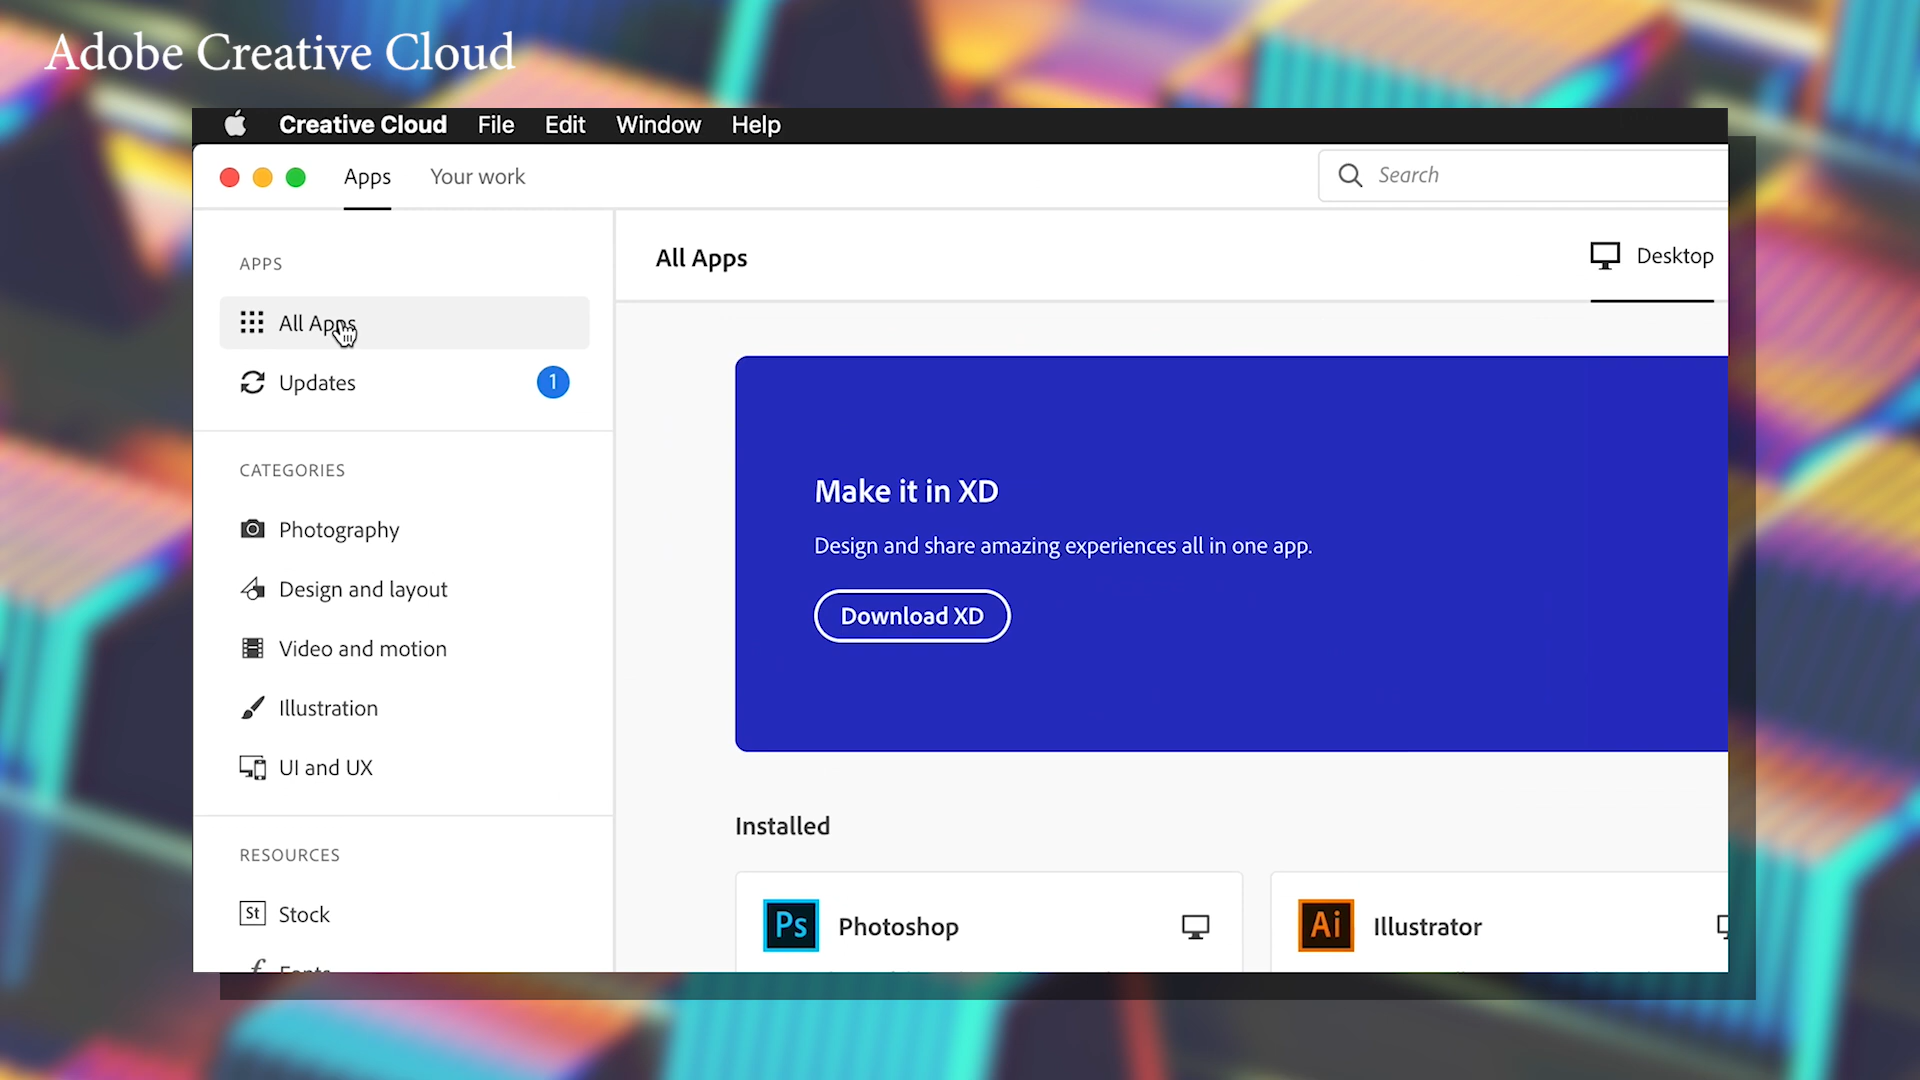 Adobe Creative Cloud
Creative Cloud File Edit Window Help
Apps Your work Search
APPS
All Apps
Updates 1
CATEGORIES
Photography
Design and layout
Video and motion
Illustration
UI and UX
RESOURCES
St Stock
Fonts
All Apps
Desktop
Make it in XD
Design and share amazing experiences all in one app.
Download XD
Installed
Ps Photoshop
Ai Illustrator